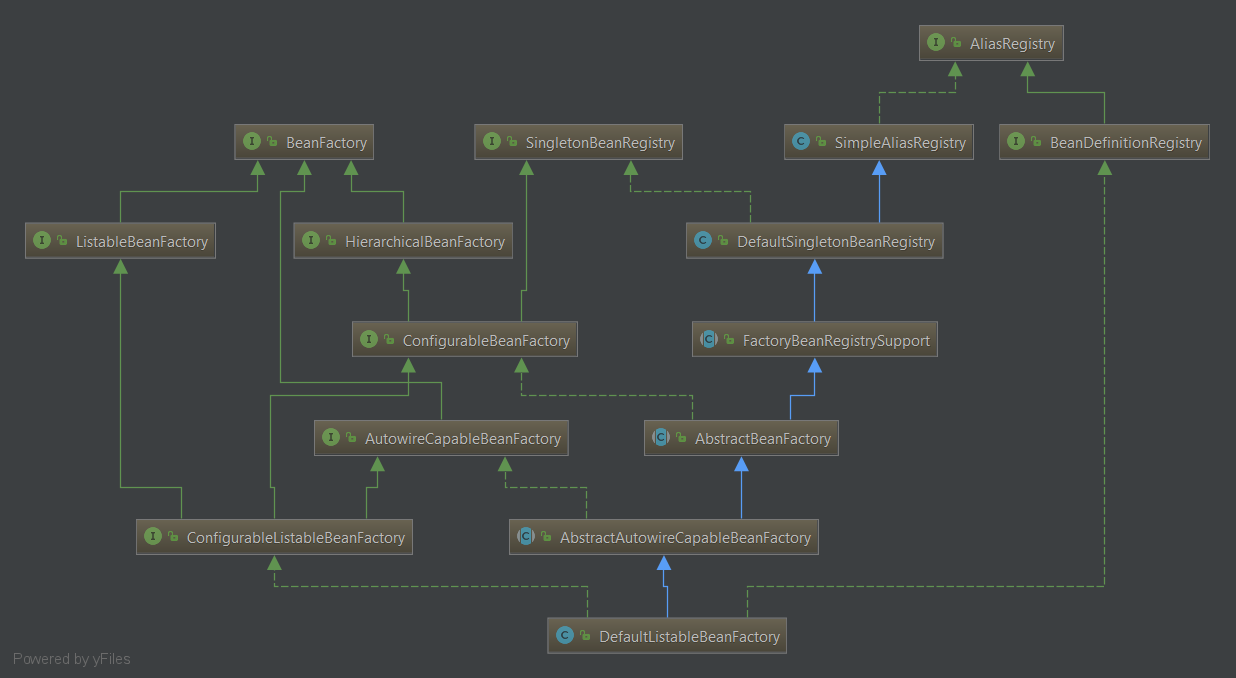 I AliasRegistry
I BeanFactory
I SingletonBeanRegistry
C SimpleAliasRegistry
I BeanDefinitionRegistry
I ListableBeanFactory
I HierarchicalBeanFactory
C DefaultSingletonBeanRegistry
I ConfigurableBeanFactory
C FactoryBeanRegistrySupport
I AutowireCapableBeanFactory
C AbstractBeanFactory
I ConfigurableListableBeanFactory
C AbstractAutowireCapableBeanFactory
C DefaultListableBeanFactory
Powered by yFiles